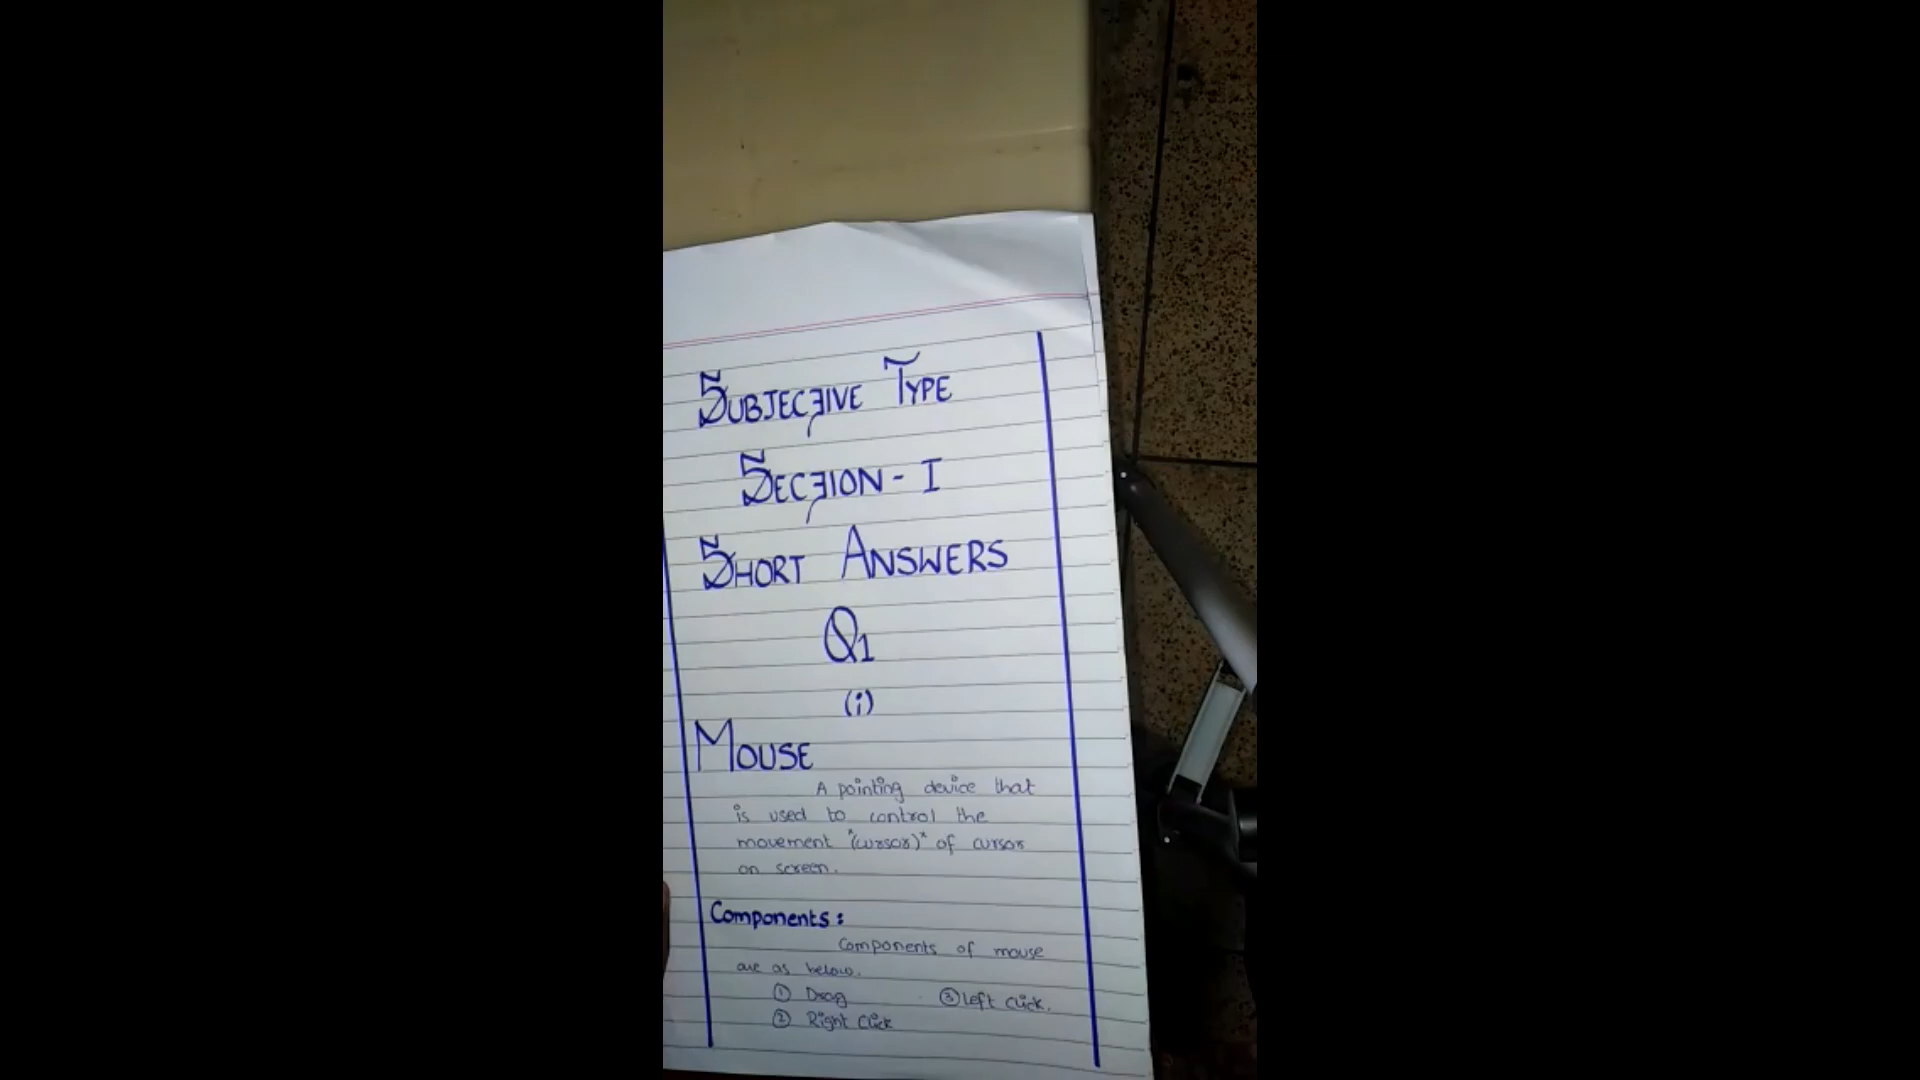 SUBJECTIVE TYPE
SECTION - I
SHORT ANSWERS
Q1
(i)
MOUSE
A pointing device that
is used to control the
movement "(cursor)" of cursor
on screen.
Components:
Components of mouse
are as below.
① Drag ③ Left Click.
② Right Click